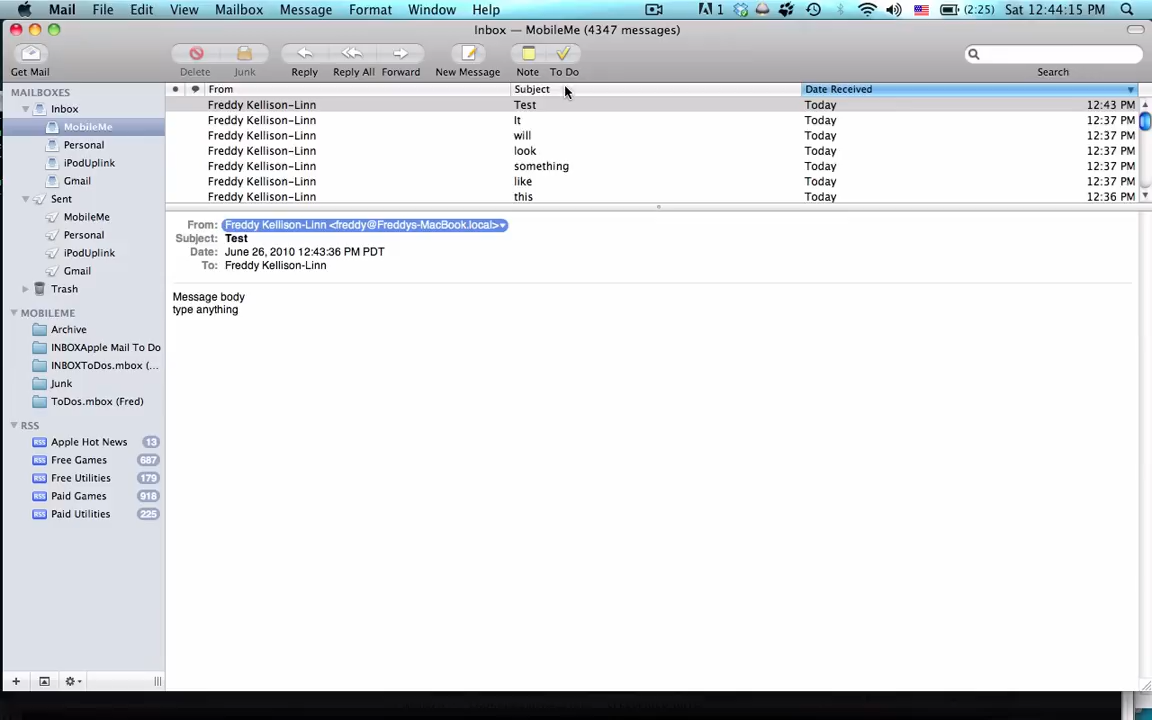 Mail File Edit View Mailbox Message Format Window Help 1 (2:25) Sat 12:44:15 PM
Inbox — MobileMe (4347 messages)
Get Mail Delete Junk Reply Reply All Forward New Message Note To Do Search
MAILBOXES
Inbox
MobileMe
Personal
iPodUplink
Gmail
Sent
MobileMe
Personal
iPodUplink
Gmail
Trash
MOBILEME
Archive
INBOXApple Mail To Do
INBOXToDos.mbox (...
Junk
ToDos.mbox (Fred)
RSS
Apple Hot News 13
Free Games 687
Free Utilities 179
Paid Games 918
Paid Utilities 225
From Subject Date Received
Freddy Kellison-Linn Test Today 12:43 PM
Freddy Kellison-Linn It Today 12:37 PM
Freddy Kellison-Linn will Today 12:37 PM
Freddy Kellison-Linn look Today 12:37 PM
Freddy Kellison-Linn something Today 12:37 PM
Freddy Kellison-Linn like Today 12:37 PM
Freddy Kellison-Linn this Today 12:36 PM
From: Freddy Kellison-Linn <freddy@Freddys-MacBook.local>
Subject: Test
Date: June 26, 2010 12:43:36 PM PDT
To: Freddy Kellison-Linn
Message body
type anything